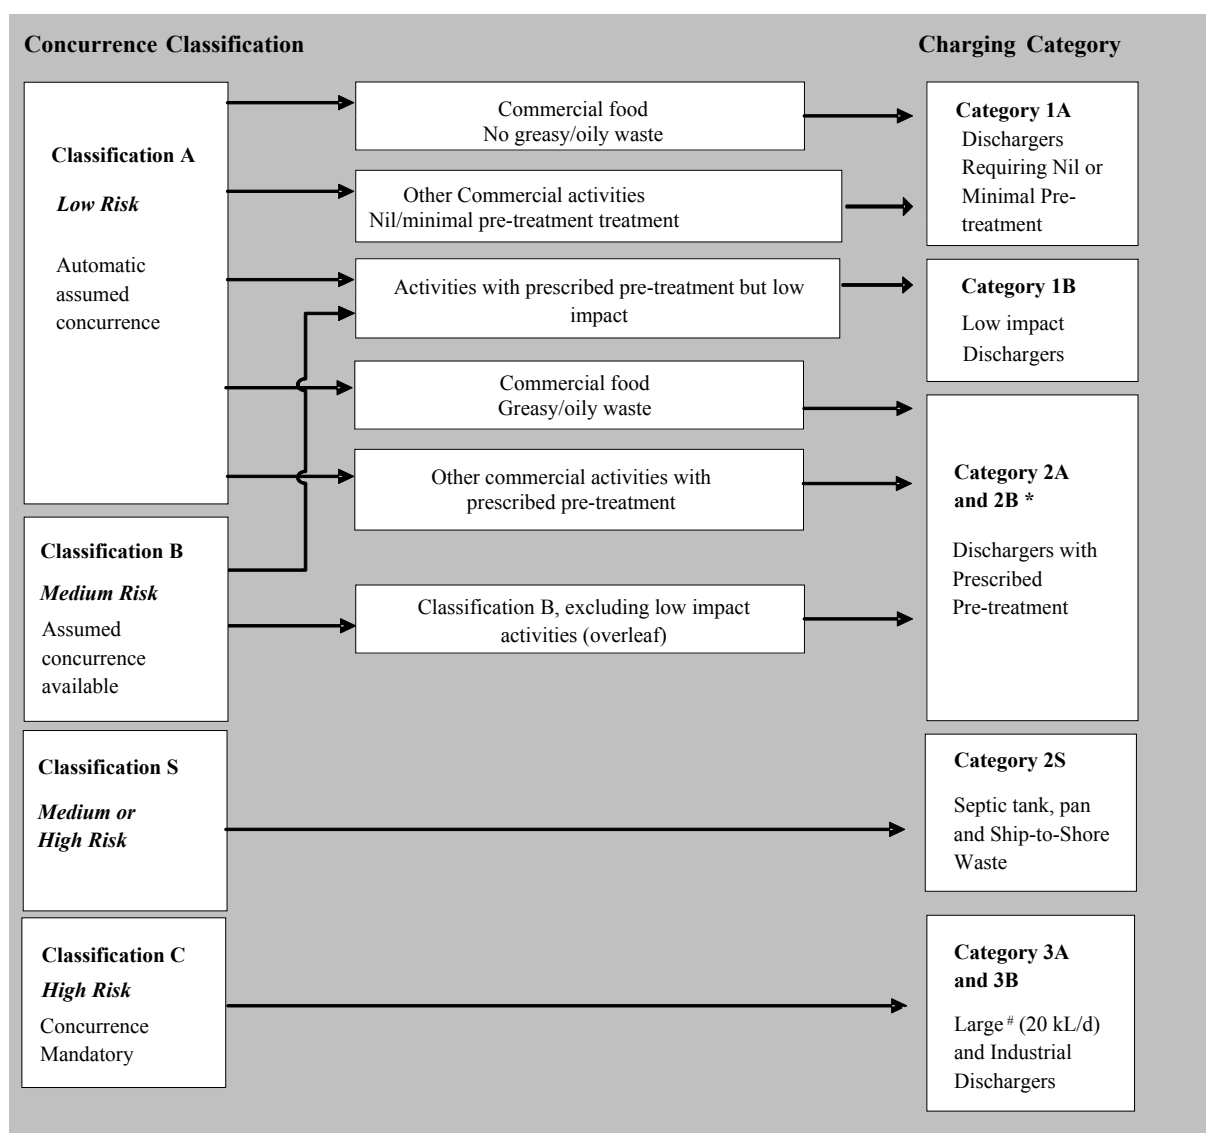 Concurrence Classification
Charging Category
Classification A
Low Risk
Automatic
assumed
concurrence
Commercial food
No greasy/oily waste
Other Commercial activities
Nil/minimal pre-treatment treatment
Activities with prescribed pre-treatment but low
impact
Commercial food
Greasy/oily waste
Other commercial activities with
prescribed pre-treatment
Category 1A
Dischargers
Requiring Nil or
Minimal Pre-
treatment
Category 1B
Low impact
Dischargers
Category 2A
and 2B *
Dischargers with
Prescribed
Pre-treatment
Classification B
Medium Risk
Assumed
concurrence
available
Classification B, excluding low impact
activities (overleaf)
Classification S
Medium or
High Risk
Category 2S
Septic tank, pan
and Ship-to-Shore
Waste
Classification C
High Risk
Concurrence
Mandatory
Category 3A
and 3B
Large # (20 kL/d)
and Industrial
Dischargers